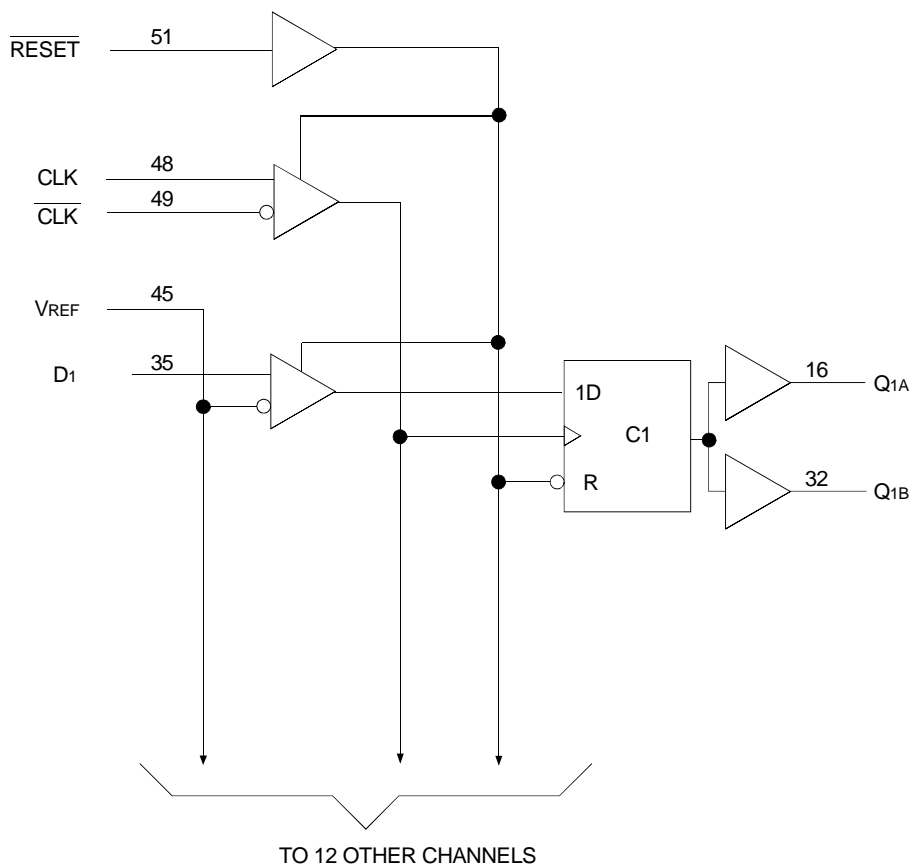 RESET 51
CLK 48
CLK 49
VREF 45
D1 35
1D
C1
R
16 Q1A
32 Q1B
TO 12 OTHER CHANNELS